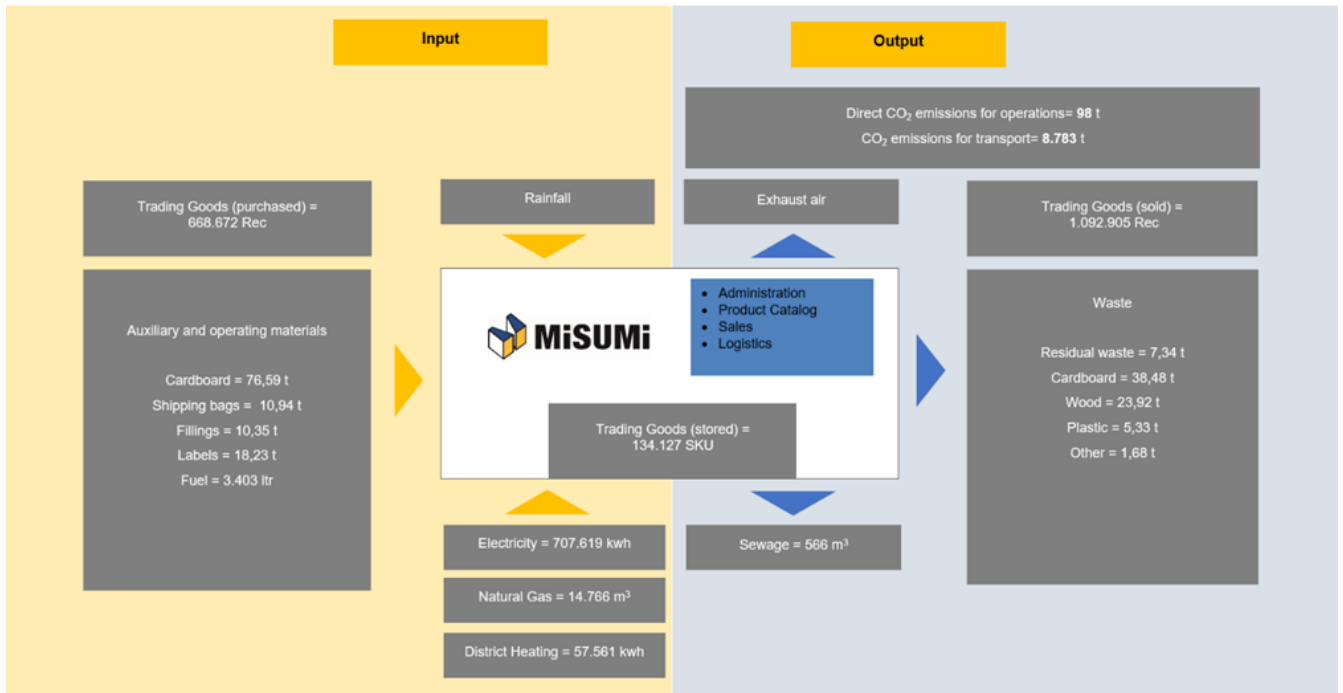 Input
Output
Direct CO₂ emissions for operations= 98 t
CO₂ emissions for transport= 8.783 t
Trading Goods (purchased) =
668.672 Rec
Rainfall
Exhaust air
Trading Goods (sold) =
1.092.905 Rec
Auxiliary and operating materials
Cardboard = 76,59 t
Shipping bags = 10,94 t
Fillings = 10,35 t
Labels = 18,23 t
Fuel = 3.403 ltr
MiSUMi
• Administration
• Product Catalog
• Sales
• Logistics
Trading Goods (stored) =
134.127 SKU
Waste
Residual waste = 7,34 t
Cardboard = 38,48 t
Wood = 23,92 t
Plastic = 5,33 t
Other = 1,68 t
Electricity = 707.619 kwh
Natural Gas = 14.766 m³
District Heating = 57.561 kwh
Sewage = 566 m³